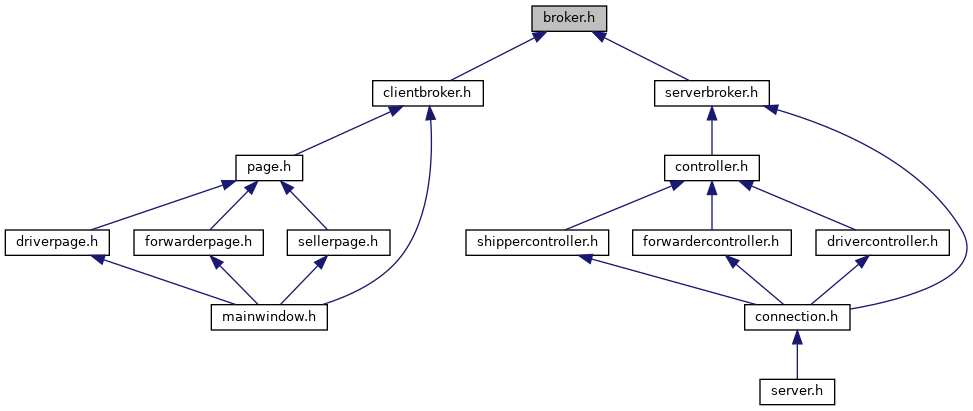 broker.h
clientbroker.h
serverbroker.h
page.h
controller.h
driverpage.h
forwarderpage.h
sellerpage.h
shippercontroller.h
forwardercontroller.h
drivercontroller.h
mainwindow.h
connection.h
server.h